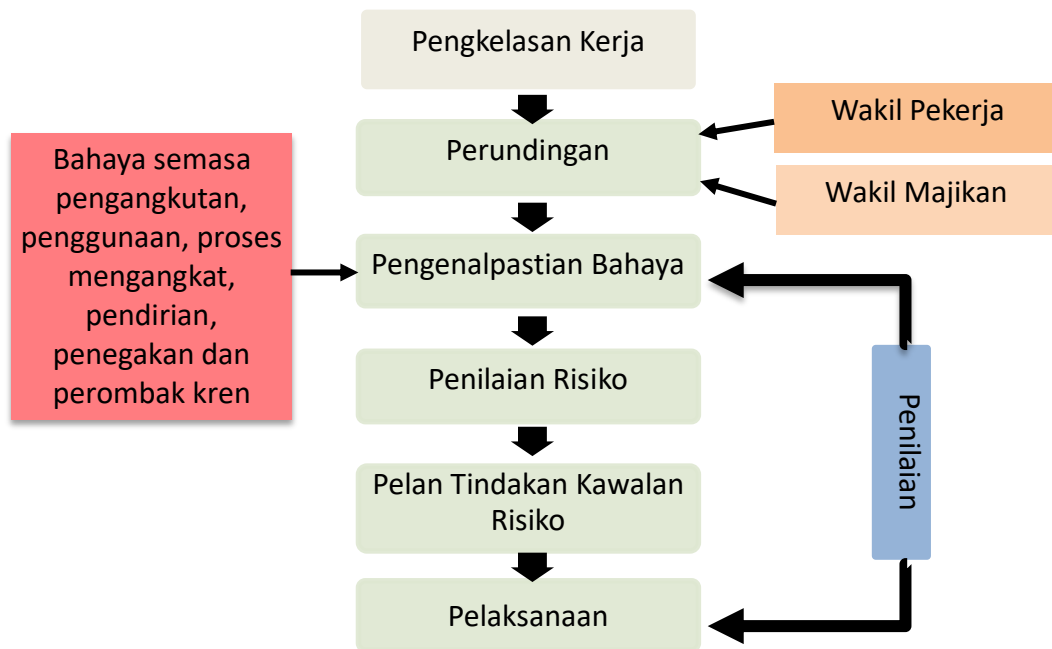 Pengkelasan Kerja
Wakil Pekerja
Perundingan
Wakil Majikan
Bahaya semasa
pengangkutan,
penggunaan, proses
mengangkat,
pendirian,
penegakan dan
perombak kren
Pengenalpastian Bahaya
Penilaian Risiko
Penilaian
Pelan Tindakan Kawalan
Risiko
Pelaksanaan